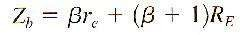 Z_b = βr_e + (β + 1)R_E